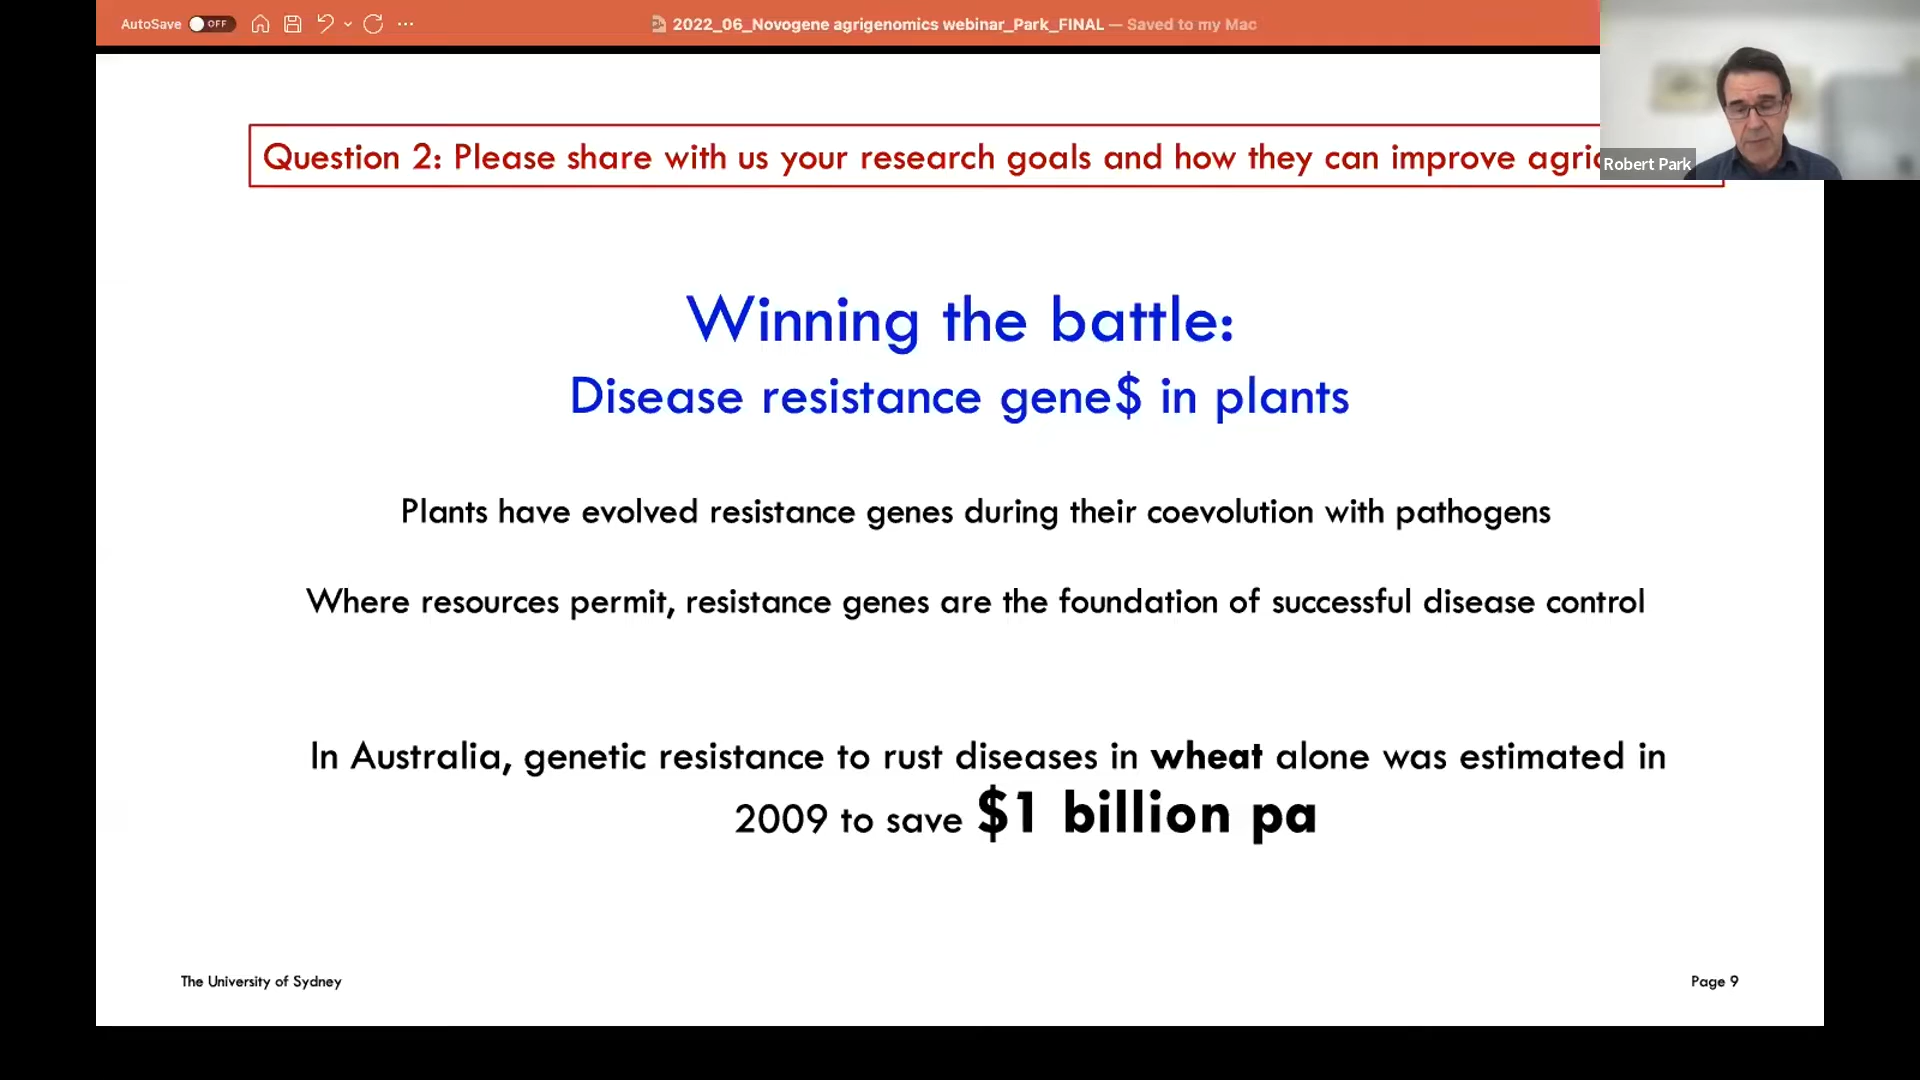 AutoSave OFF
2022_06_Novogene agrigenomics webinar_Park_FINAL — Saved to my Mac
Robert Park
Question 2: Please share with us your research goals and how they can improve
Winning the battle:
Disease resistance gene$ in plants
Plants have evolved resistance genes during their coevolution with pathogens
Where resources permit, resistance genes are the foundation of successful disease control
In Australia, genetic resistance to rust diseases in wheat alone was estimated in
2009 to save $1 billion pa
The University of Sydney
Page 9